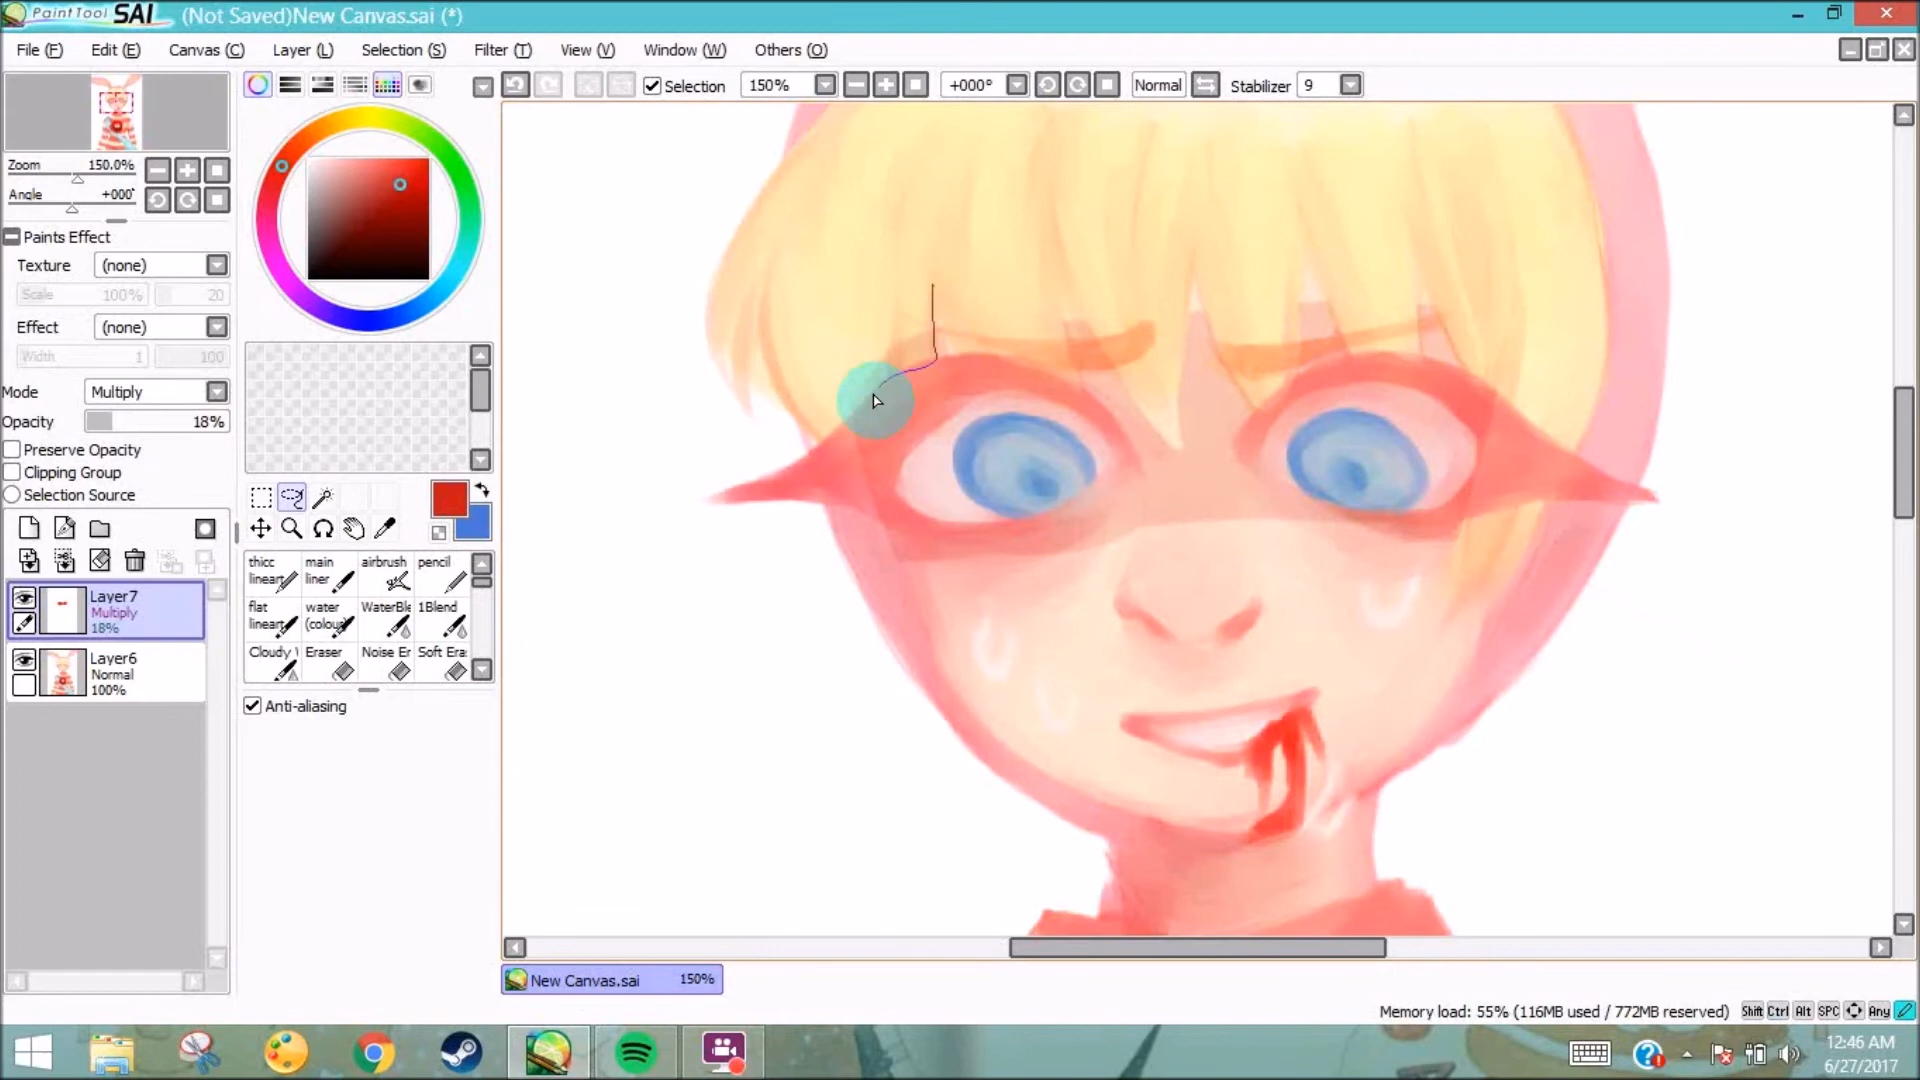 PaintTool SAI (Not Saved)New Canvas.sai (*)
File (F) Edit (E) Canvas (C) Layer (L) Selection (S) Filter (T) View (V) Window (W) Others (O)
Selection 150% +000° Normal Stabilizer 9
Zoom 150.0%
Angle +000°
Paints Effect
Texture (none)
Scale 100% 20
Effect (none)
Width 1 100
Mode Multiply
Opacity 18%
Preserve Opacity
Clipping Group
Selection Source
Layer7
Multiply
18%
Layer6
Normal
100%
thicc main airbrush pencil
lineart liner
flat water WaterBle 1Blend
lineart (colour
Cloudy Eraser Noise Er Soft Era
Anti-aliasing
New Canvas.sai 150%
Memory load: 55% (116MB used / 772MB reserved) Shift Ctrl Alt SPC Any
12:46 AM
6/27/2017